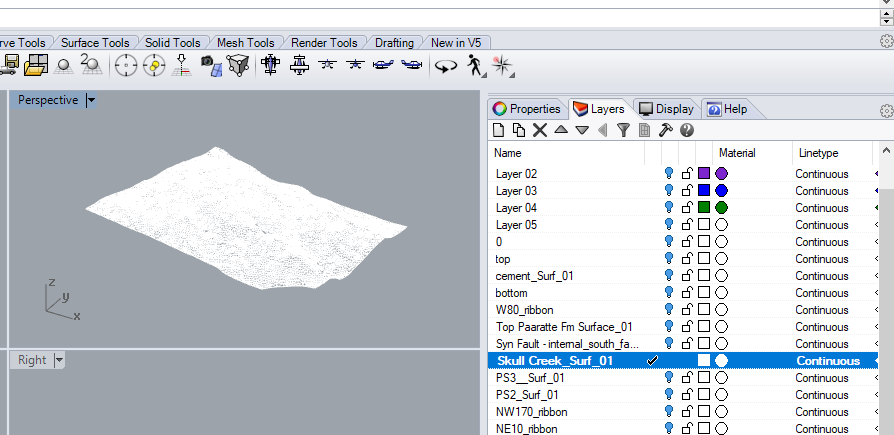 rve Tools Surface Tools Solid Tools Mesh Tools Render Tools Drafting New in V5
2
Perspective
Properties Layers Display Help
Name Material Linetype
Layer 02 Continuous
Layer 03 Continuous
Layer 04 Continuous
Layer 05 Continuous
0 Continuous
top Continuous
cement_Surf_01 Continuous
bottom Continuous
W80_ribbon Continuous
Top Paaratte Fm Surface_01 Continuous
Syn Fault - internal_south_fa... Continuous
Skull Creek_Surf_01 Continuous
PS3__Surf_01 Continuous
PS2_Surf_01 Continuous
NW170_ribbon Continuous
NE10_ribbon Continuous
z
y
x
Right